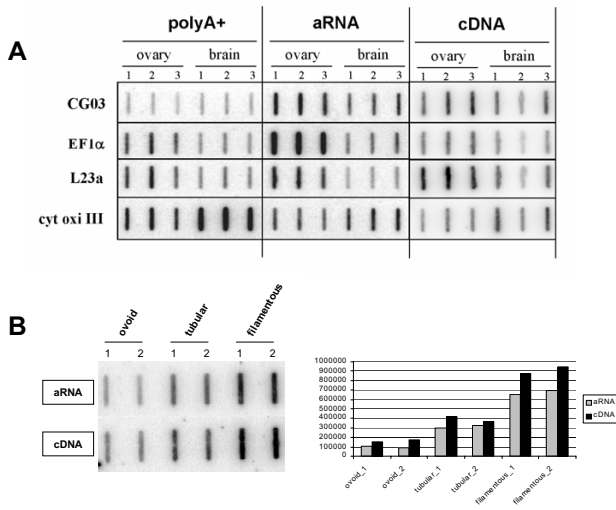 A
polyA+ aRNA cDNA
ovary brain ovary brain ovary brain
1 2 3 1 2 3 1 2 3 1 2 3 1 2 3 1 2 3
CG03
EF1α
L23a
cyt oxi III
B
ovoid tubular filamentous
1 2 1 2 1 2
aRNA
cDNA
1000000
900000
800000
700000
600000
500000
400000
300000
200000
100000
ovoid_1 ovoid_2 tubular_1 tubular_2 filamentous_1 filamentous_2
aRNA
cDNA